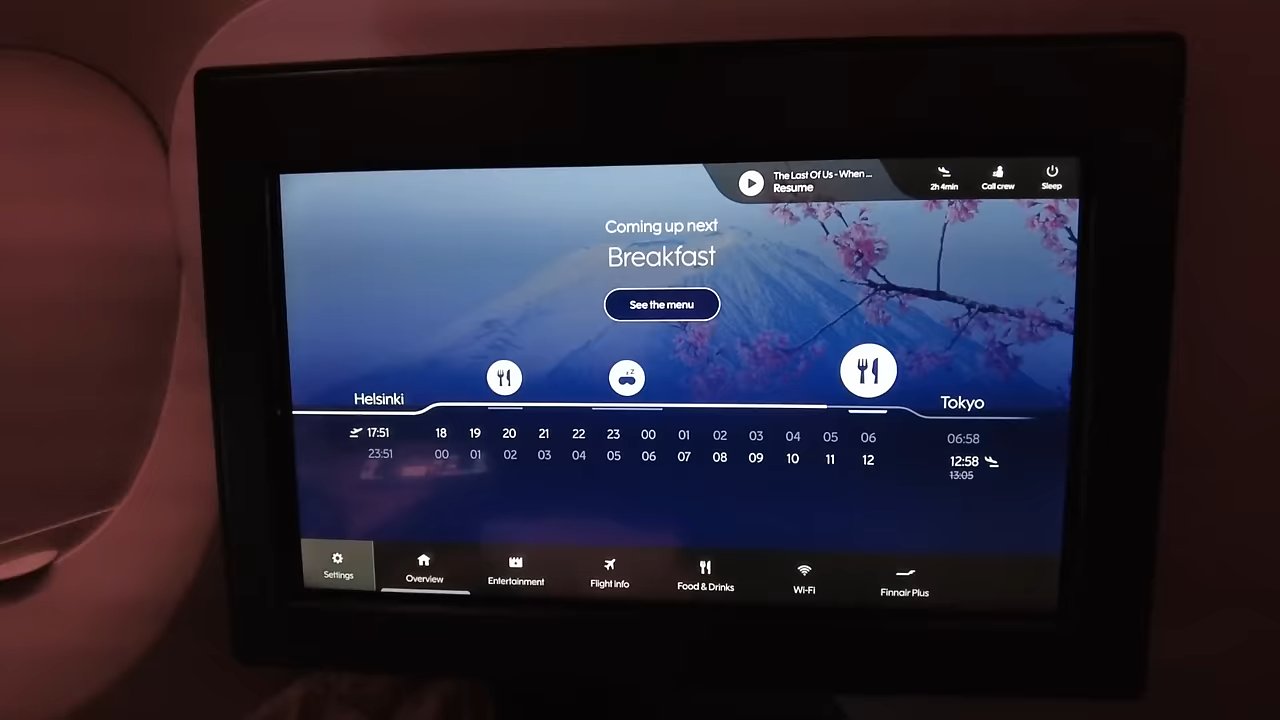 The Last Of Us - When ...
Resume
2h 4min
Call crew
Sleep
Coming up next
Breakfast
See the menu
Helsinki
Tokyo
17:51 18 19 20 21 22 23 00 01 02 03 04 05 06 06:58
23:51 00 01 02 03 04 05 06 07 08 09 10 11 12 12:58
13:05
Settings
Overview
Entertainment
Flight info
Food & Drinks
Wi-Fi
Finnair Plus